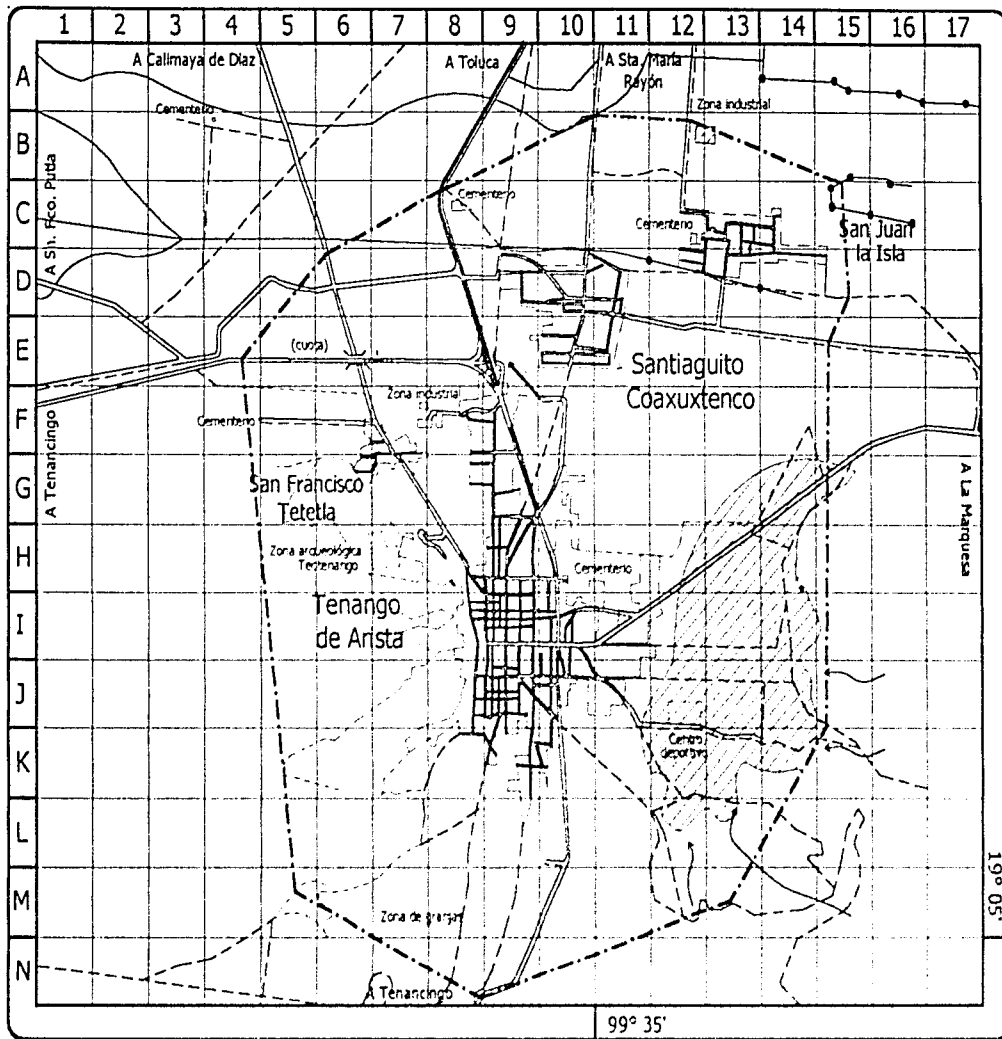 1 2 3 4 5 6 7 8 9 10 11 12 13 14 15 16 17
A
B
C
D
E
F
G
H
I
J
K
L
M
N
A Calimaya de Diaz
A Toluca
A Sta. María
Rayón
Cementerio
Zona industrial
A Sn. Fco. Putla
Cementerio
Cementerio
San Juan
la Isla
(cuota)
Santiaguito
Coaxuxtenco
Zona industrial
Cementerio
A Tenancingo
San Francisco
Tetetla
A La Marquesa
Zona arqueológica
Teotenango
Cementerio
Tenango
de Arista
Centro
deportivo
Zona de granjas
A Tenancingo
19° 05'
99° 35'